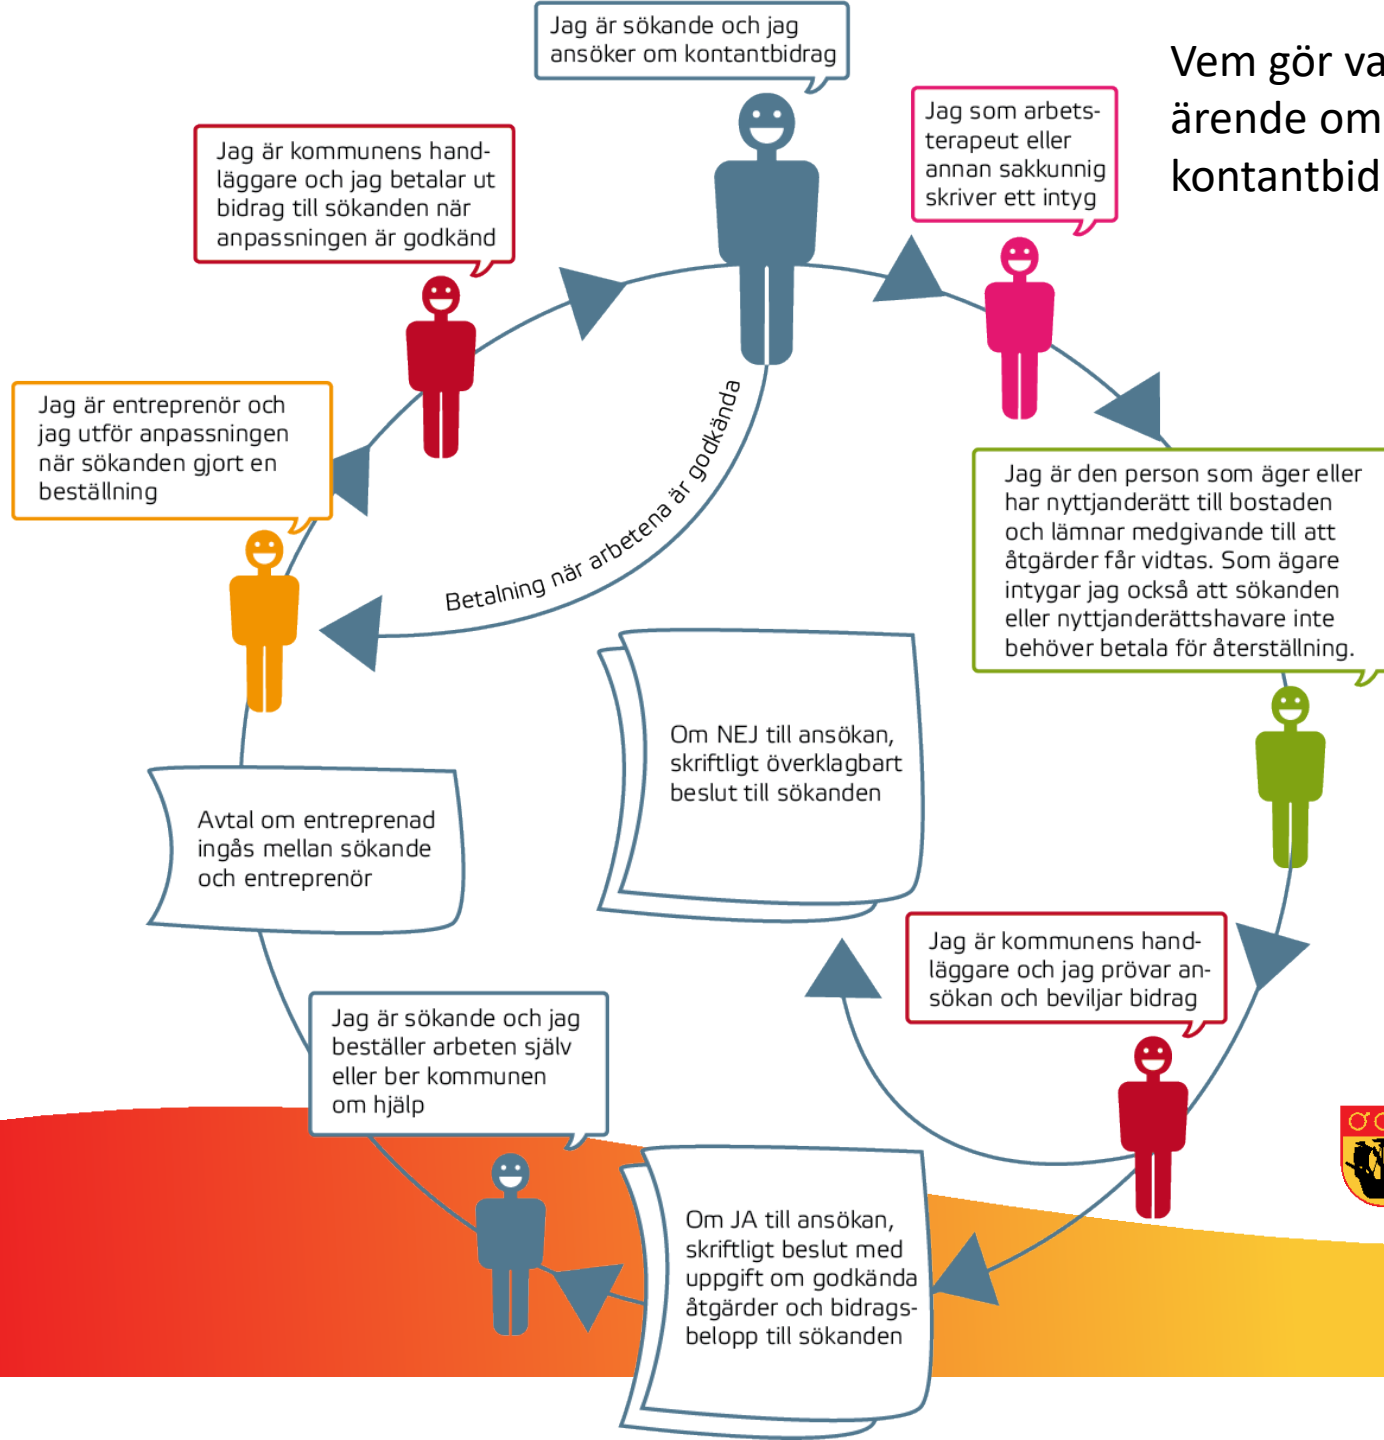 Vem gör va
ärende om
kontantbid
Jag är sökande och jag
ansöker om kontantbidrag
Jag som arbets-
terapeut eller
annan sakkunnig
skriver ett intyg
Jag är den person som äger eller
har nyttjanderätt till bostaden
och lämnar medgivande till att
åtgärder får vidtas. Som ägare
intygar jag också att sökanden
eller nyttjanderättshavare inte
behöver betala för återställning.
Jag är kommunens hand-
läggare och jag prövar an-
sökan och beviljar bidrag
Om NEJ till ansökan,
skriftligt överklagbart
beslut till sökanden
Om JA till ansökan,
skriftligt beslut med
uppgift om godkända
åtgärder och bidrags-
belopp till sökanden
Jag är sökande och jag
beställer arbeten själv
eller ber kommunen
om hjälp
Avtal om entreprenad
ingås mellan sökande
och entreprenör
Jag är entreprenör och
jag utför anpassningen
när sökanden gjort en
beställning
Jag är kommunens hand-
läggare och jag betalar ut
bidrag till sökanden när
anpassningen är godkänd
Betalning när arbetena är godkända